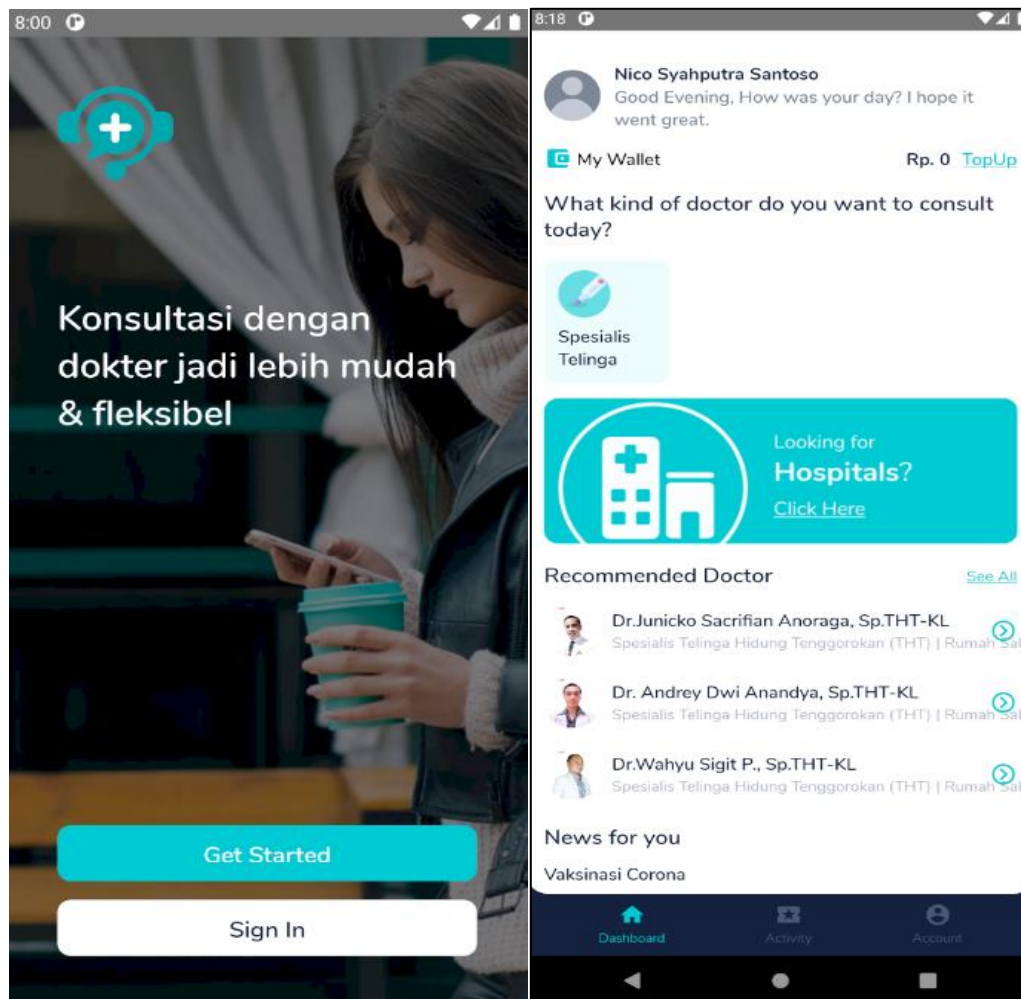 8:00
Konsultasi dengan
dokter jadi lebih mudah
& fleksibel
Get Started
Sign In
8:18
Nico Syahputra Santoso
Good Evening, How was your day? I hope it
went great.
My Wallet
Rp. 0 TopUp
What kind of doctor do you want to consult
today?
Spesialis
Telinga
Looking for
Hospitals?
Click Here
Recommended Doctor
See All
Dr.Junicko Sacrifian Anoraga, Sp.THT-KL
Spesialis Telinga Hidung Tenggorokan (THT) | Rumah
Dr. Andrey Dwi Anandya, Sp.THT-KL
Spesialis Telinga Hidung Tenggorokan (THT) | Rumah
Dr.Wahyu Sigit P., Sp.THT-KL
Spesialis Telinga Hidung Tenggorokan (THT) | Rumah
News for you
Vaksinasi Corona
Dashboard
Activity
Account